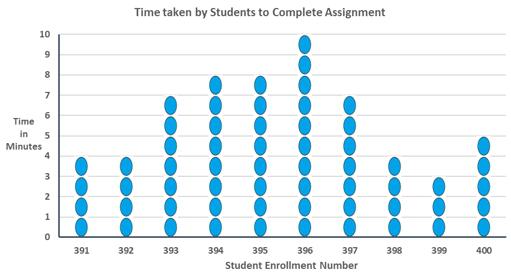 Time taken by Students to Complete Assignment
10
9
8
7
6
5
4
3
2
1
0
Time
in
Minutes
391 392 393 394 395 396 397 398 399 400
Student Enrollment Number